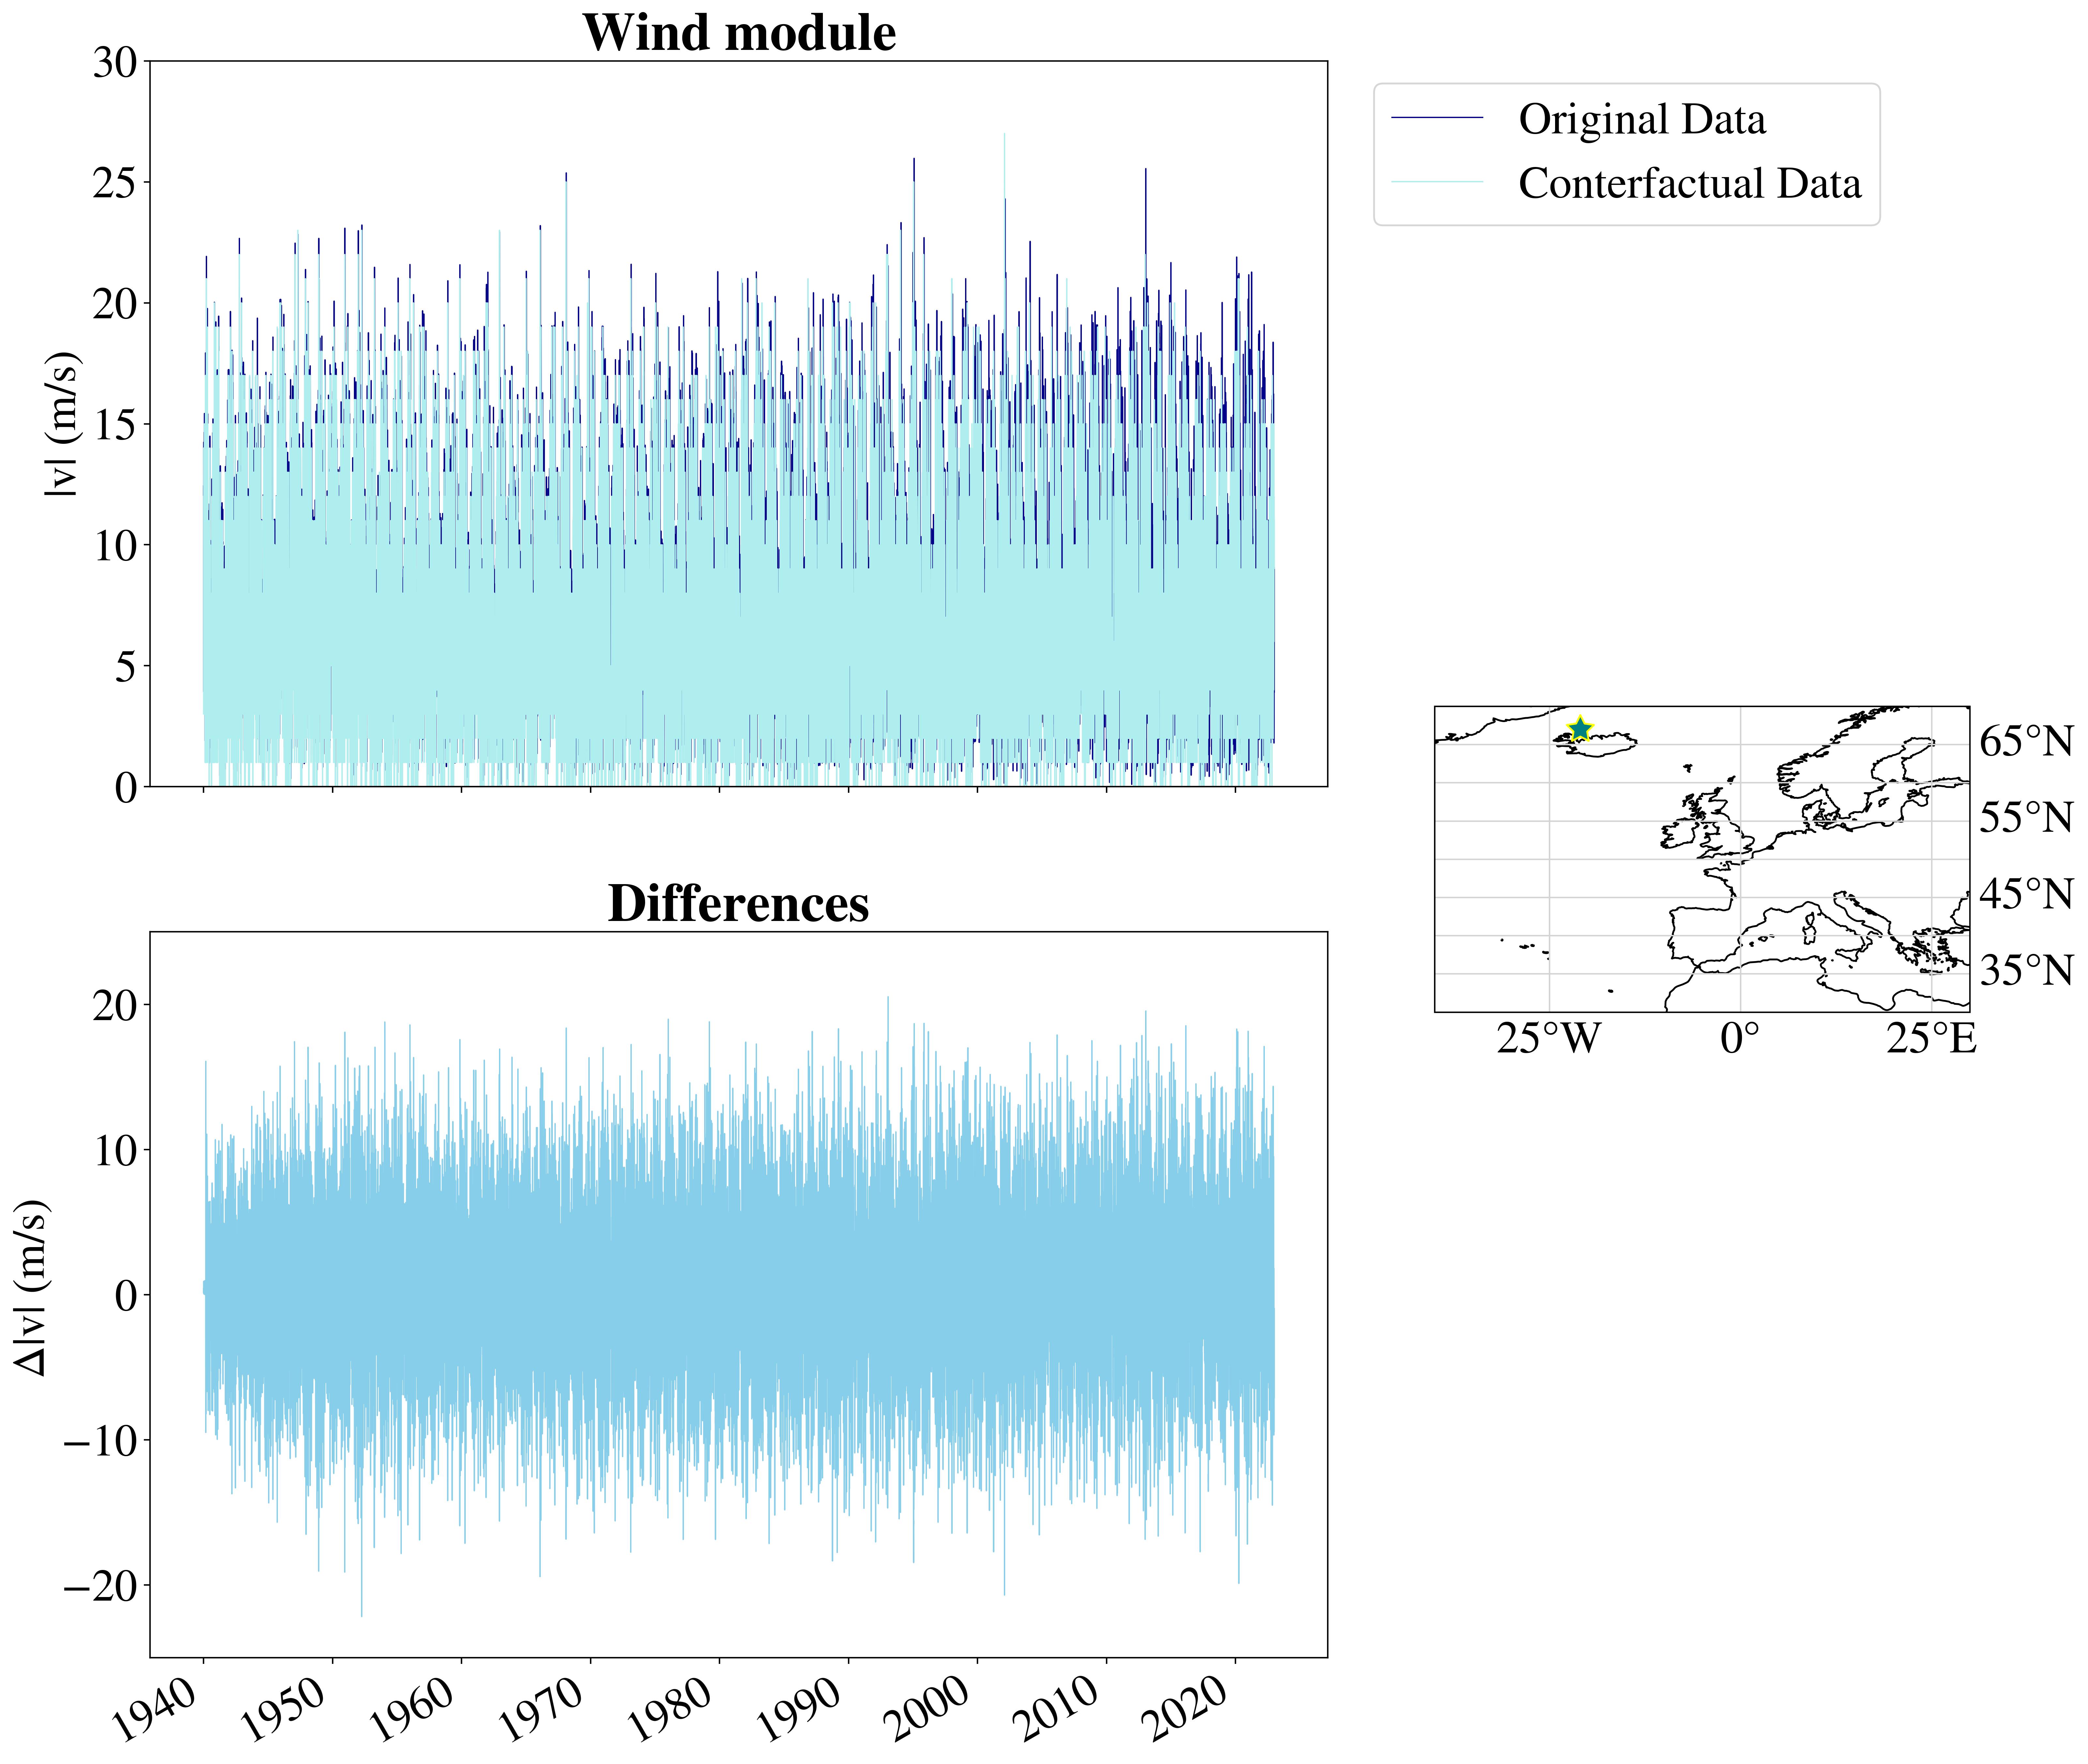 Wind module
30
25
20
15
10
5
0
|v| (m/s)
Original Data
Conterfactual Data
65°N
55°N
45°N
35°N
25°W 0° 25°E
Differences
20
10
0
−10
−20
Δ|v| (m/s)
1940 1950 1960 1970 1980 1990 2000 2010 2020